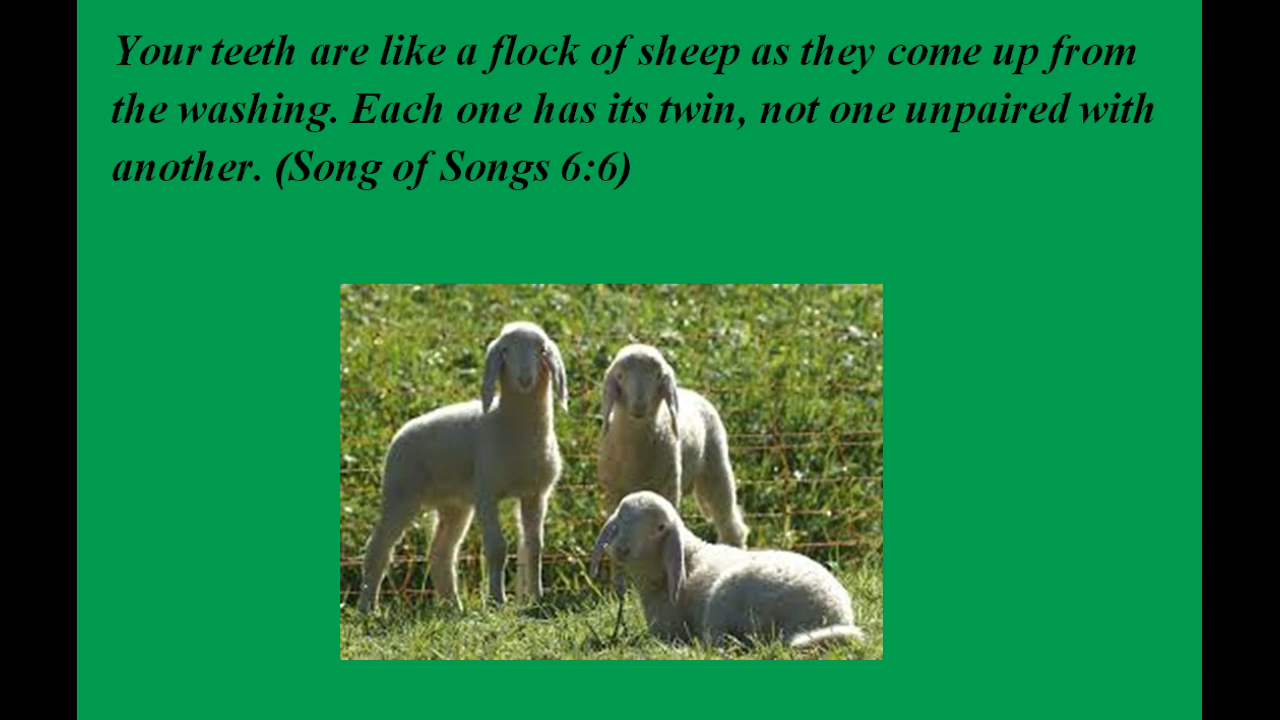 Your teeth are like a flock of sheep as they come up from
the washing. Each one has its twin, not one unpaired with
another. (Song of Songs 6:6)